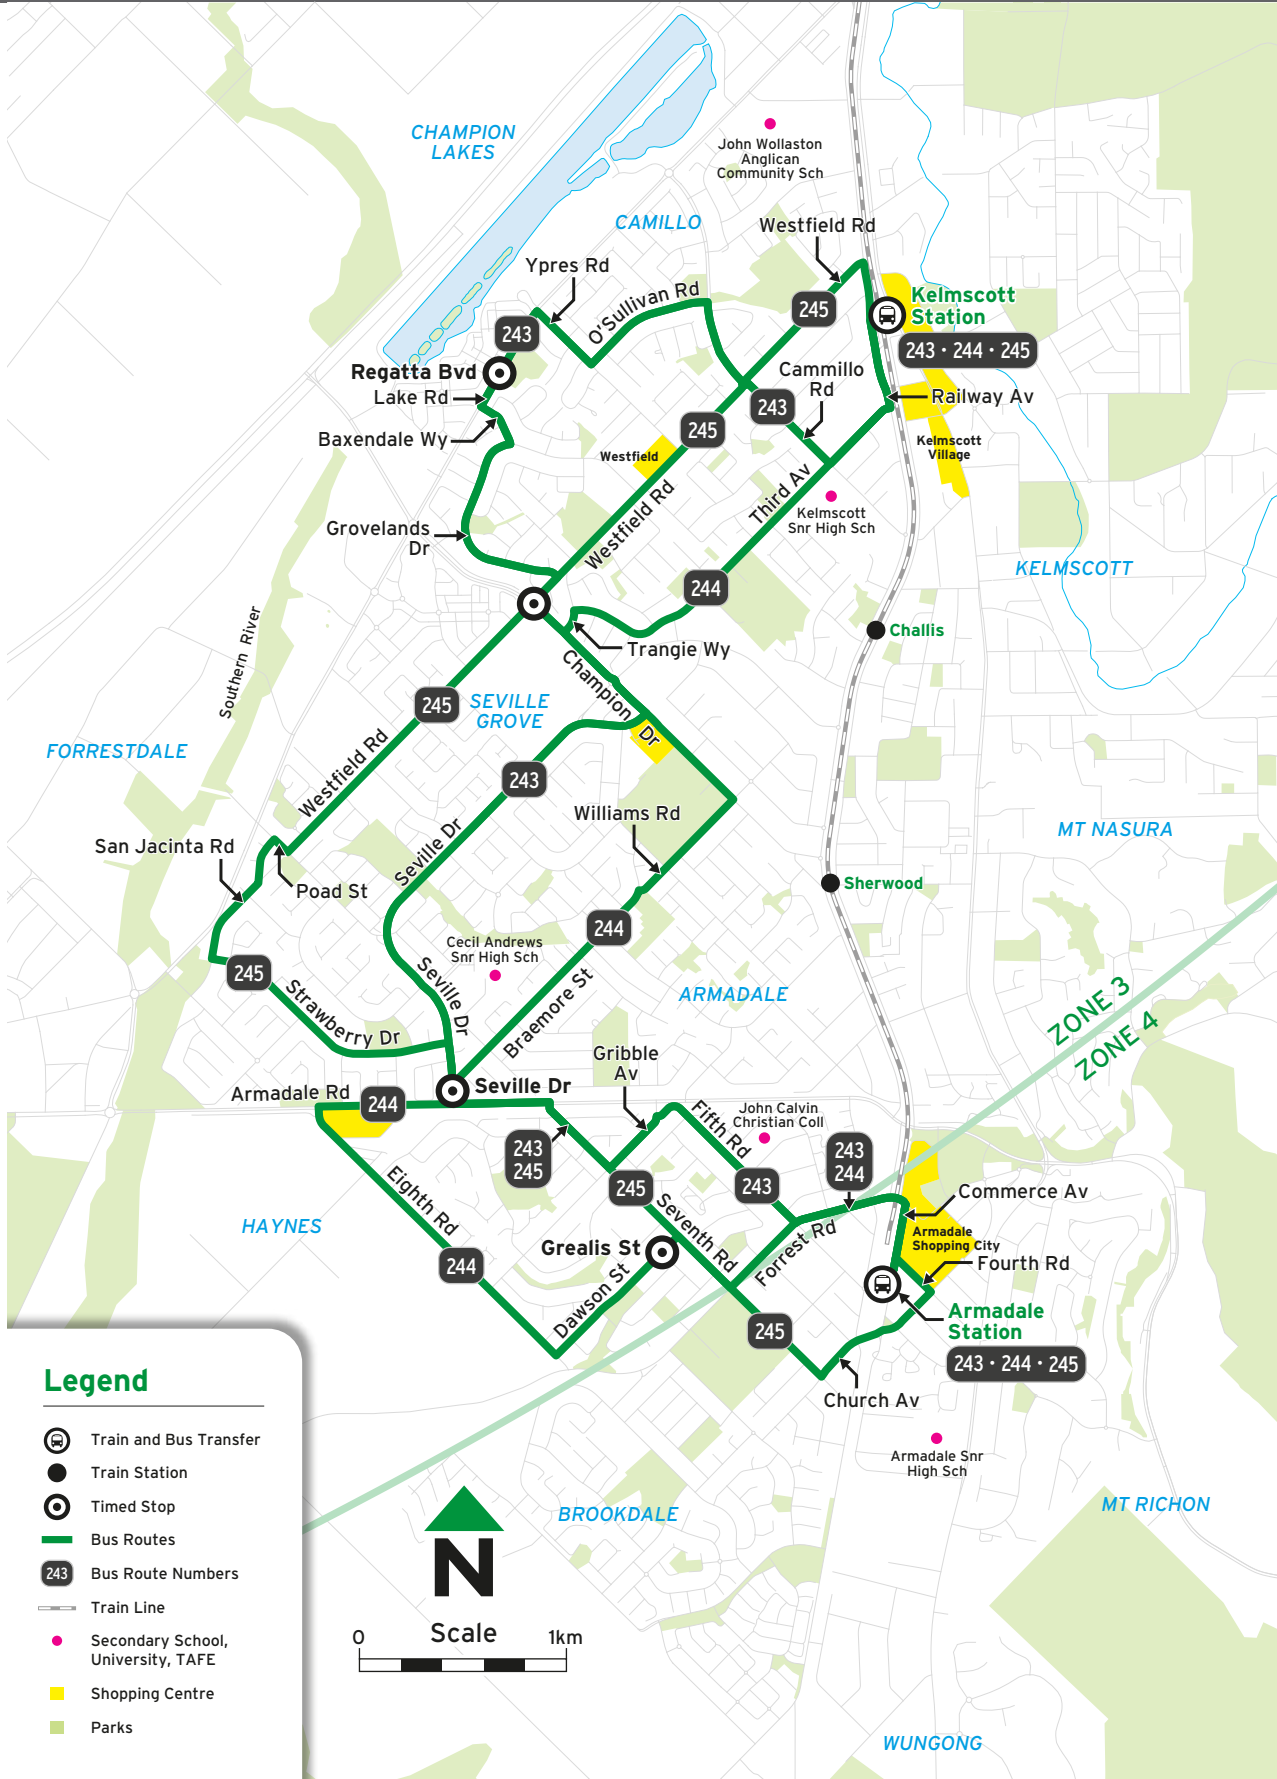 CHAMPION
LAKES
John Wollaston
Anglican
Community Sch
CAMILLO
Westfield Rd
Ypres Rd
O'Sullivan Rd
243
245
Kelmscott
Station
243 · 244 · 245
Regatta Bvd
Lake Rd
Baxendale Wy
Cammillo
Rd
243
Railway Av
245
Westfield
Kelmscott
Village
Third Av
Westfield Rd
Kelmscott
Snr High Sch
Grovelands
Dr
KELMSCOTT
244
Challis
Southern River
Trangie Wy
Champion Dr
SEVILLE
GROVE
245
FORRESTDALE
Westfield Rd
243
Williams Rd
MT NASURA
San Jacinta Rd
Seville Dr
Poad St
Sherwood
244
Cecil Andrews
Snr High Sch
245
Seville Dr
Strawberry Dr
Braemore St
ARMADALE
ZONE 3
ZONE 4
Gribble
Av
Armadale Rd
244
Seville Dr
Fifth Rd
John Calvin
Christian Coll
243
245
243
244
Eighth Rd
245
243
Seventh Rd
Commerce Av
HAYNES
Forrest Rd
Armadale
Shopping City
Grealis St
Fourth Rd
244
Dawson St
Armadale
Station
243 · 244 · 245
245
Church Av
Armadale Snr
High Sch
BROOKDALE
MT RICHON
WUNGONG
Legend
Train and Bus Transfer
Train Station
Timed Stop
Bus Routes
243
Bus Route Numbers
Train Line
Secondary School,
University, TAFE
Shopping Centre
Parks
N
0
Scale
1km